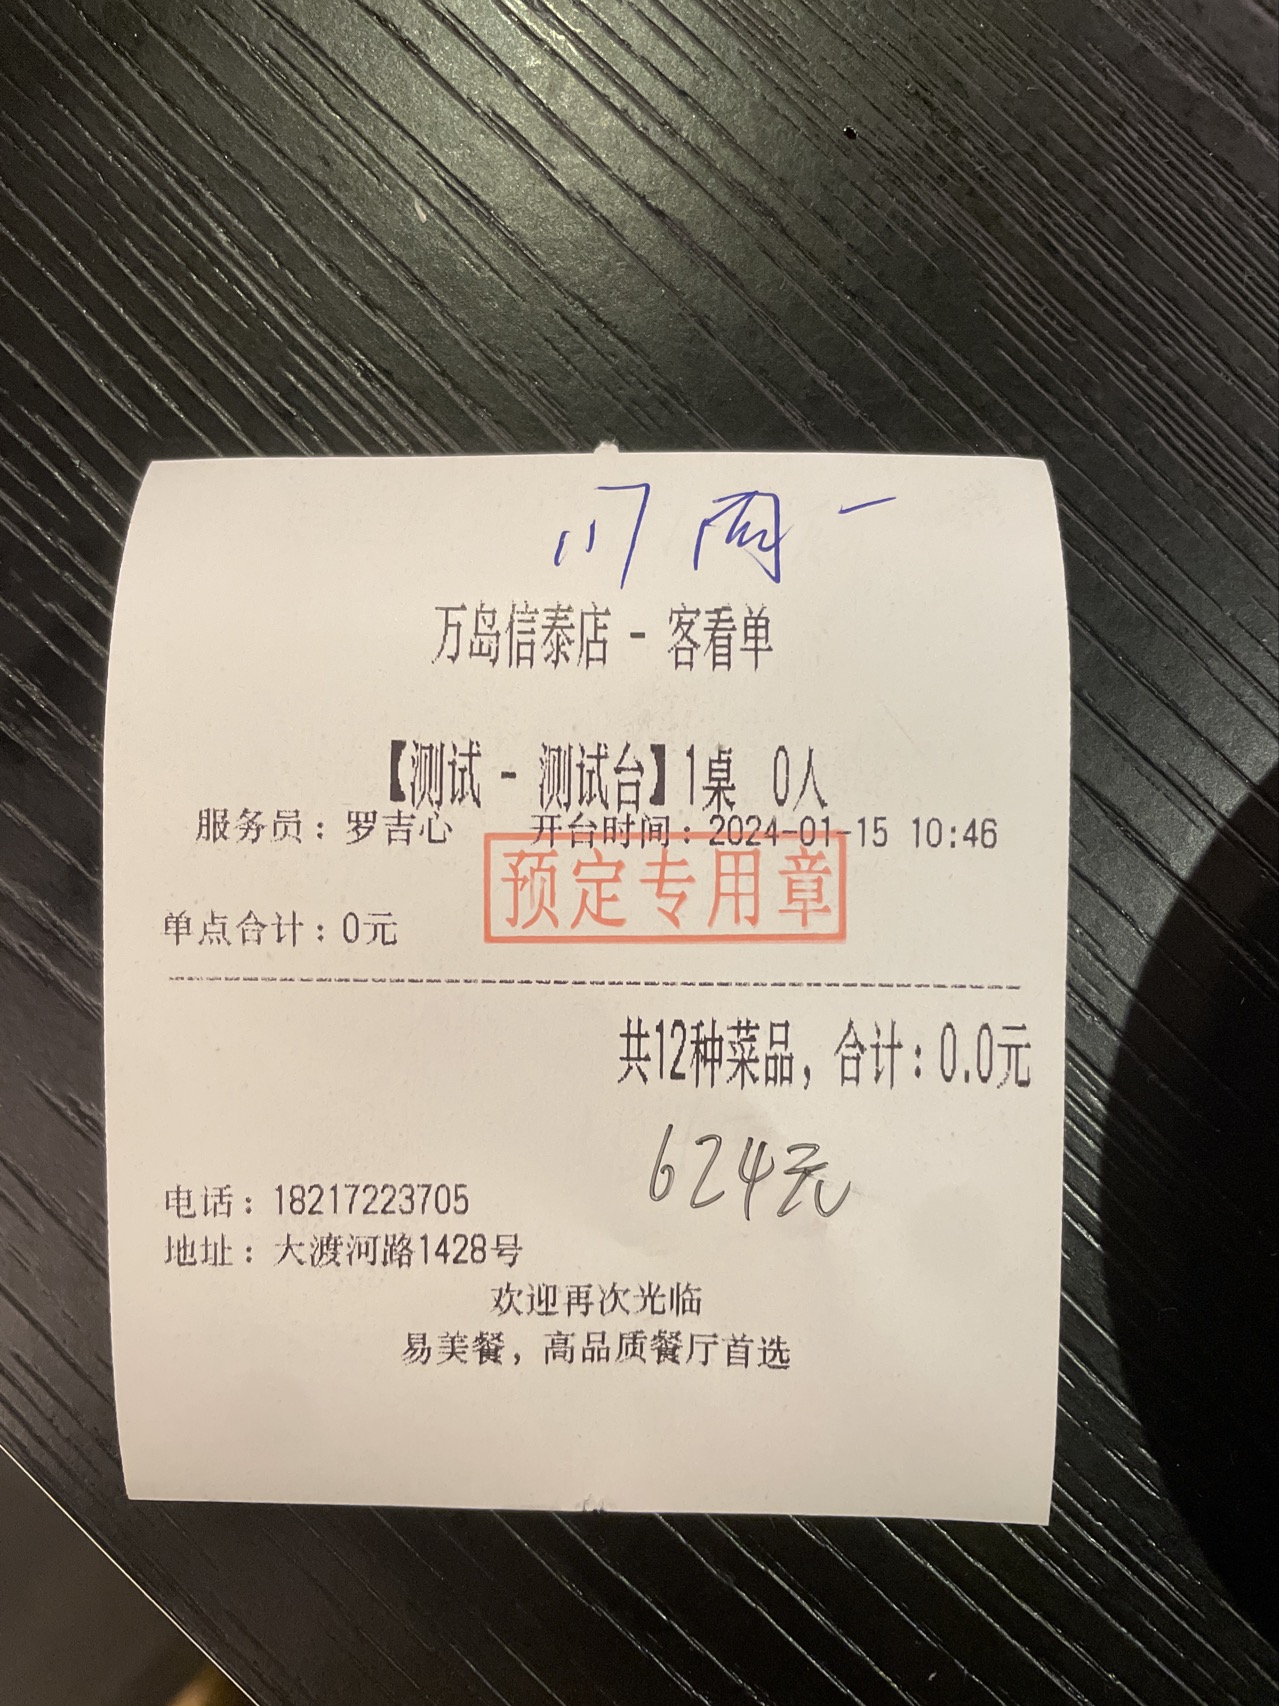 万岛信泰店 - 客看单
【测试 - 测试台】1桌 0人
服务员：罗吉心 开台时间：2024-01-15 10:46
预定专用章
单点合计：0元
共12种菜品，合计：0.0元
624元
电话：18217223705
地址：大渡河路1428号
欢迎再次光临
易美餐，高品质餐厅首选